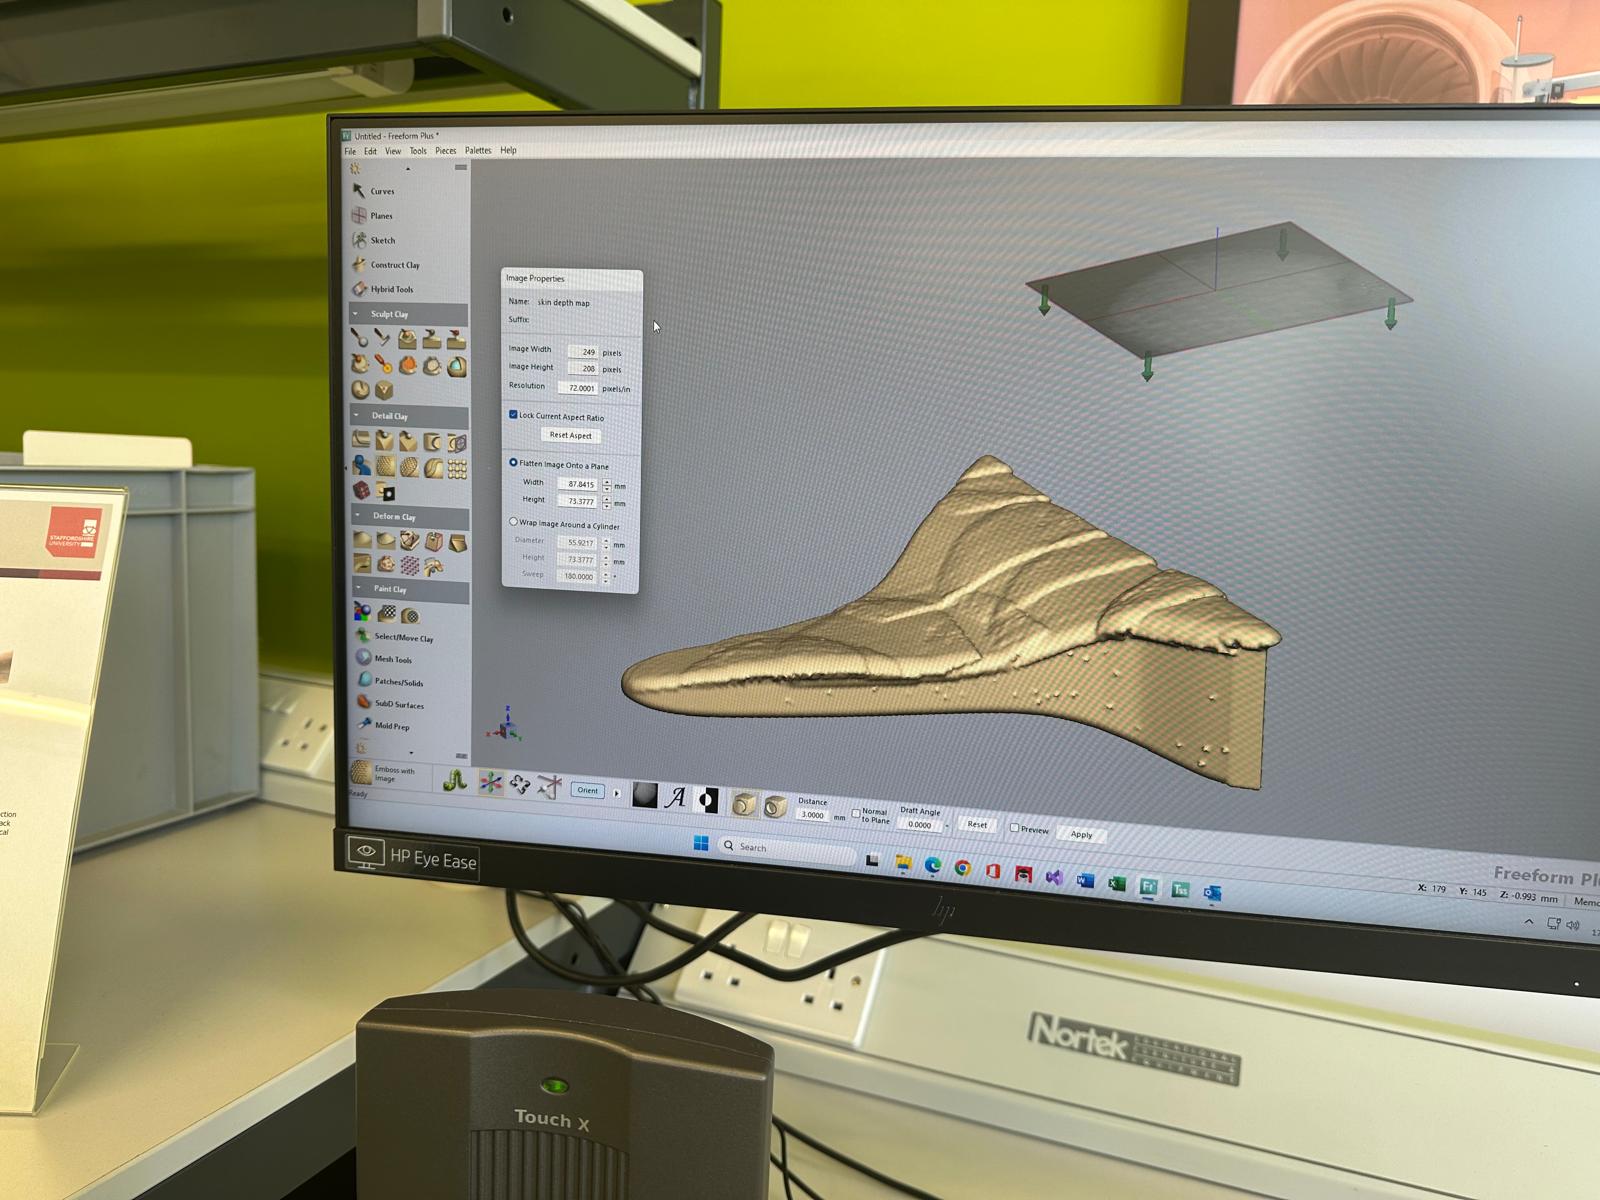 Untitled - Freeform Plus *
File Edit View Tools Pieces Palettes Help
Curves
Planes
Sketch
Construct Clay
Hybrid Tools
Sculpt Clay
Detail Clay
Deform Clay
Paint Clay
Select/Move Clay
Mesh Tools
Patches/Solids
SubD Surfaces
Mold Prep
Emboss with
Image
Ready
Image Properties
Name: skin depth map
Suffix:
Image Width 249 pixels
Image Height 208 pixels
Resolution 72.0001 pixels/in
Lock Current Aspect Ratio
Reset Aspect
Flatten Image Onto a Plane
Width 87.8415 mm
Height 73.3777 mm
Wrap Image Around a Cylinder
Diameter 55.9217 mm
Height 73.3777 mm
Sweep 180.0000 °
z
x
Orient
A
Distance
3.0000 mm
Normal
to Plane
Draft Angle
0.0000 °
Reset
Preview
Apply
Search
Freeform Pl
X: 179 Y: 145 Z: -0.993 mm Memo
17
HP Eye Ease
hp
STAFFORDSHIRE
UNIVERSITY
ction
ack
cal
Nortek
EDUCATIONAL
FURNITURE &
EQUIPMENT
Touch X